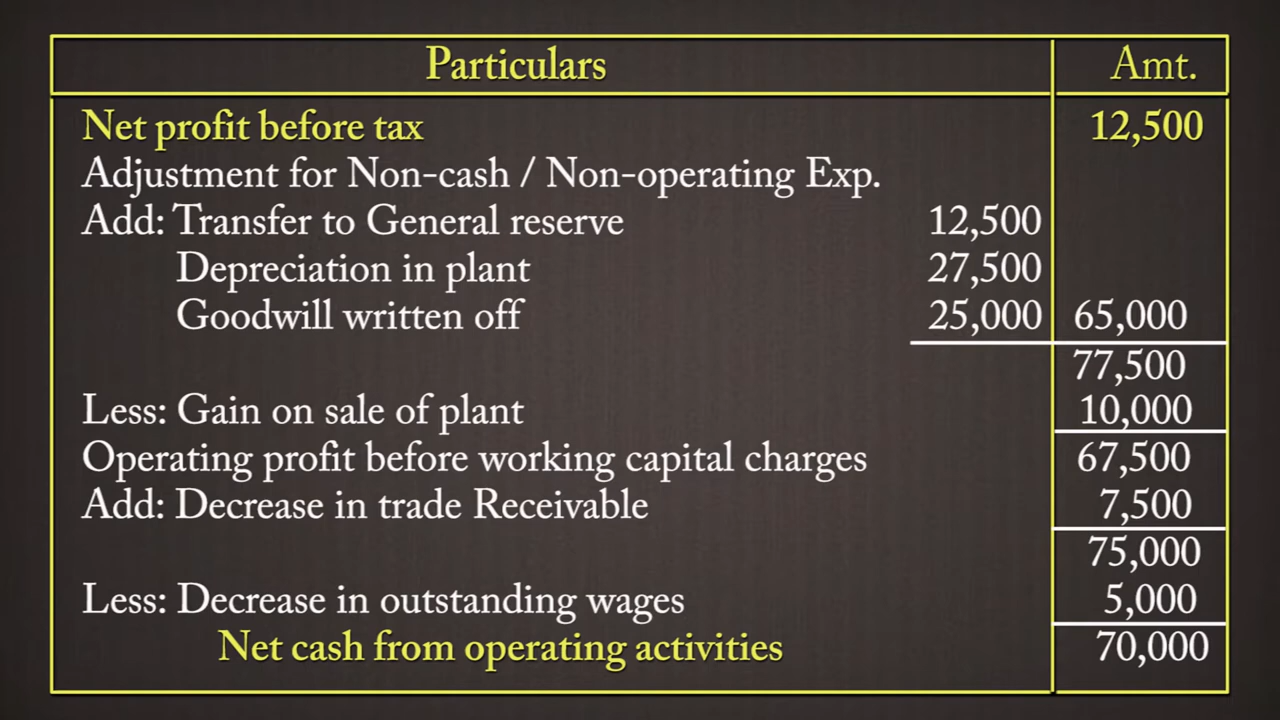 Particulars Amt.
Net profit before tax 12,500
Adjustment for Non-cash / Non-operating Exp.
Add: Transfer to General reserve 12,500
Depreciation in plant 27,500
Goodwill written off 25,000 65,000
77,500
Less: Gain on sale of plant 10,000
Operating profit before working capital charges 67,500
Add: Decrease in trade Receivable 7,500
75,000
Less: Decrease in outstanding wages 5,000
Net cash from operating activities 70,000